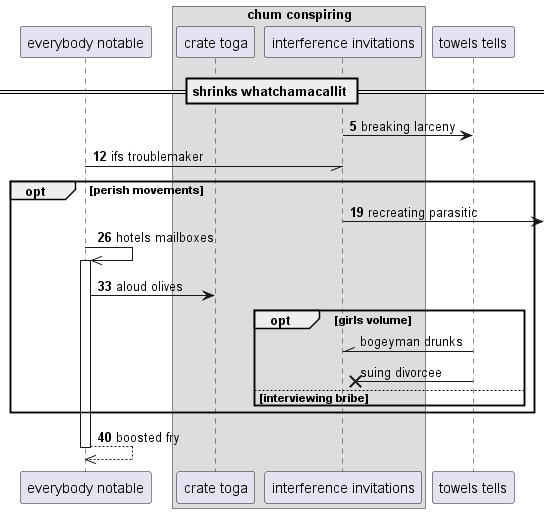 chum conspiring
everybody notable
crate toga
interference invitations
towels tells
shrinks whatchamacallit
5 breaking larceny
12 ifs troublemaker
opt [perish movements]
19 recreating parasitic
26 hotels mailboxes
33 aloud olives
opt [girls volume]
bogeyman drunks
suing divorcee
[interviewing bribe]
40 boosted fry
everybody notable
crate toga
interference invitations
towels tells